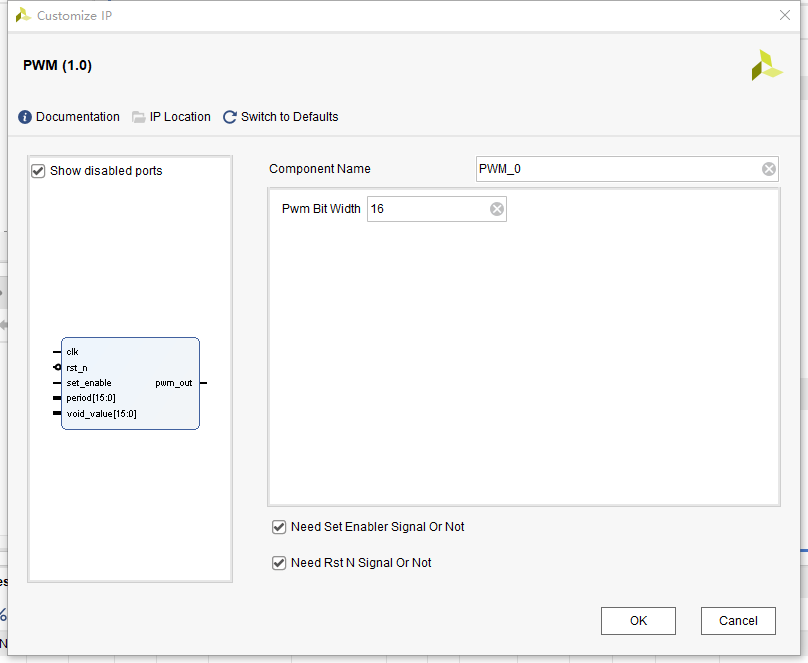 Customize IP
PWM (1.0)
Documentation IP Location Switch to Defaults
Show disabled ports
Component Name PWM_0
Pwm Bit Width 16
clk
rst_n
set_enable pwm_out
period[15:0]
void_value[15:0]
Need Set Enabler Signal Or Not
Need Rst N Signal Or Not
OK Cancel